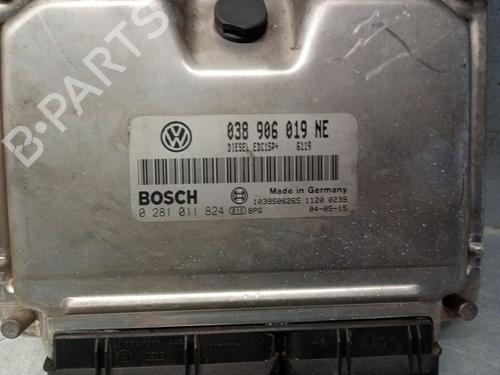 B-PARTS
038 906 019 NE
DIESEL EDC15P+ 6119
BOSCH
Made in Germany
0 281 011 824 BPG
1039S06265 1120 0239
04-05-15